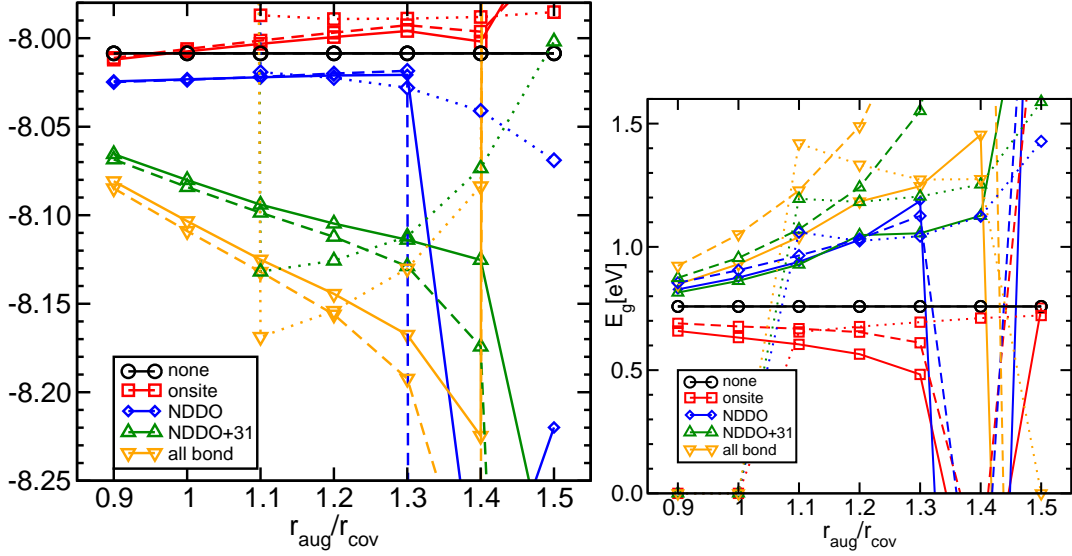 -8.00
-8.05
-8.10
-8.15
-8.20
-8.25
none
onsite
NDDO
NDDO+31
all bond
0.9 1 1.1 1.2 1.3 1.4 1.5
r_aug/r_cov
E_g[eV]
1.5
1.0
0.5
0.0
none
onsite
NDDO
NDDO+31
all bond
0.9 1 1.1 1.2 1.3 1.4 1.5
r_aug/r_cov